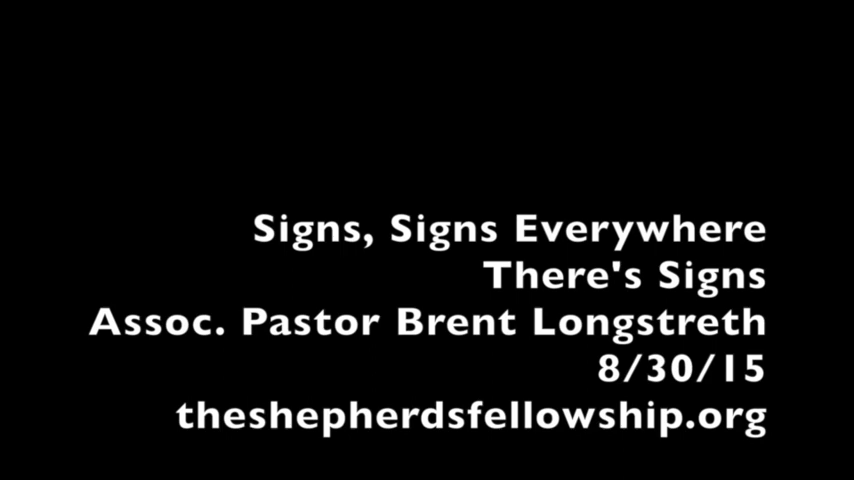 Signs, Signs Everywhere
There's Signs
Assoc. Pastor Brent Longstreth
8/30/15
theshepherdsfellowship.org